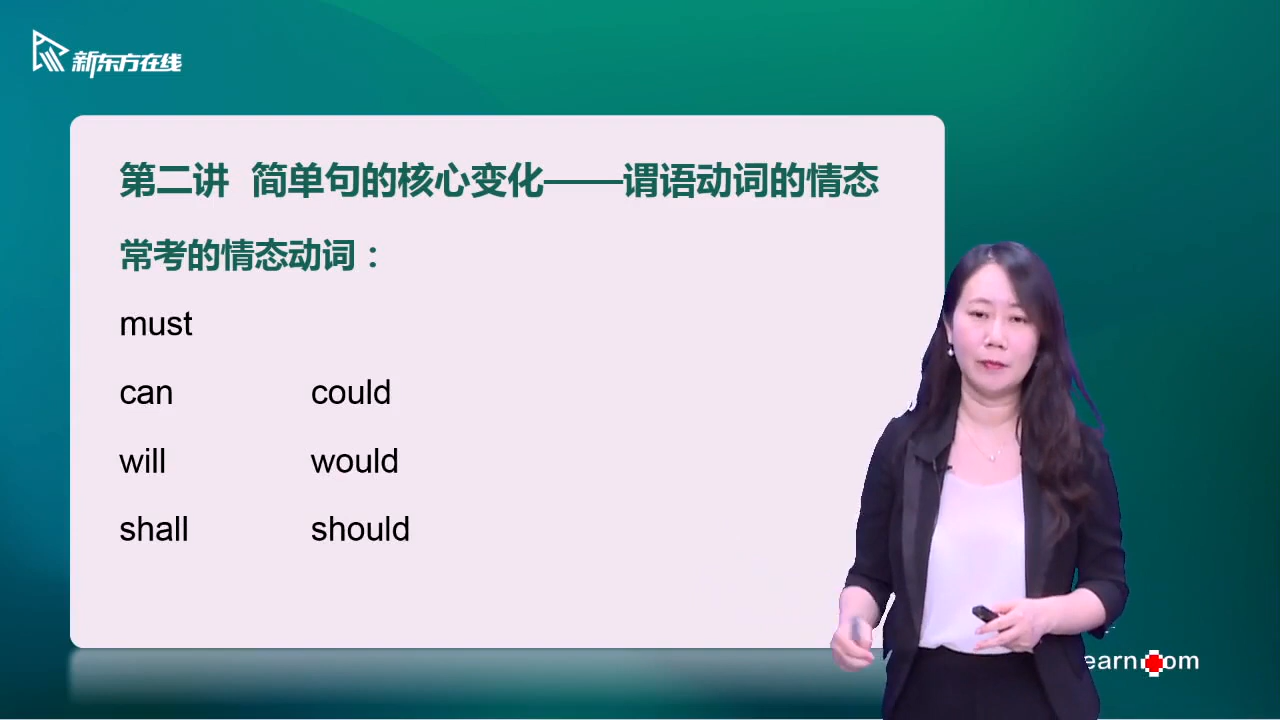 新东方在线
第二讲 简单句的核心变化——谓语动词的情态
常考的情态动词：
must
can could
will would
shall should